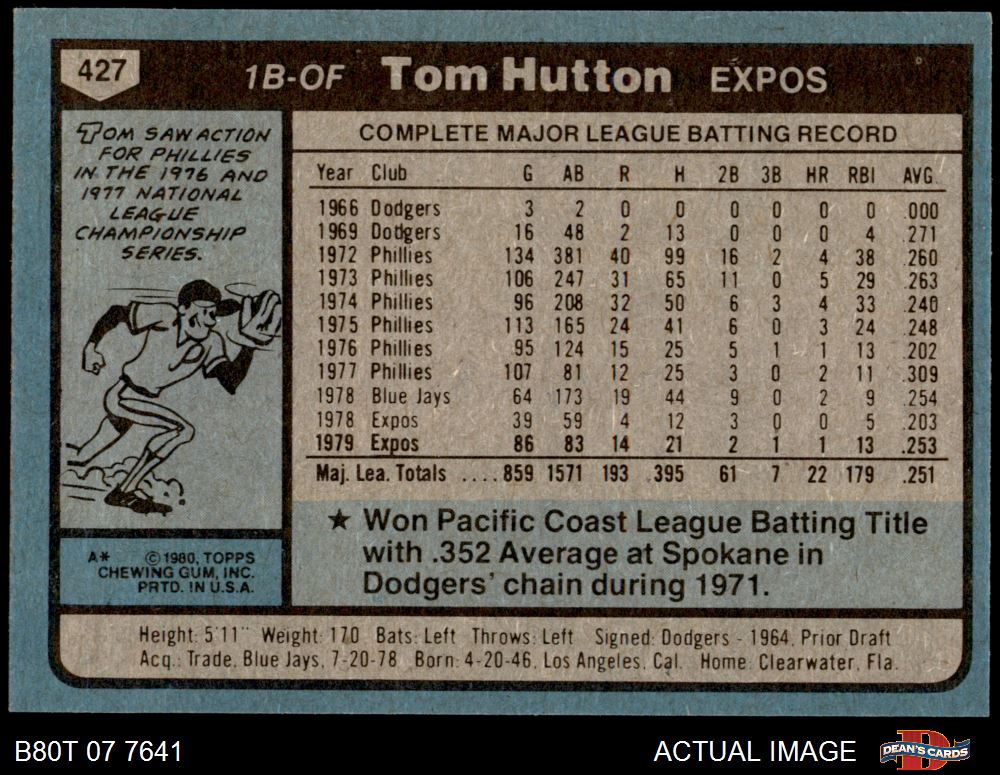 427 1B-OF Tom Hutton EXPOS
TOM SAW ACTION
FOR PHILLIES
IN THE 1976 AND
1977 NATIONAL
LEAGUE
CHAMPIONSHIP
SERIES.
COMPLETE MAJOR LEAGUE BATTING RECORD
Year Club G AB R H 2B 3B HR RBI AVG.
1966 Dodgers 3 2 0 0 0 0 0 0 .000
1969 Dodgers 16 48 2 13 0 0 0 4 .271
1972 Phillies 134 381 40 99 16 2 4 38 .260
1973 Phillies 106 247 31 65 11 0 5 29 .263
1974 Phillies 96 208 32 50 6 3 4 33 .240
1975 Phillies 113 165 24 41 6 0 3 24 .248
1976 Phillies 95 124 15 25 5 1 1 13 .202
1977 Phillies 107 81 12 25 3 0 2 11 .309
1978 Blue Jays 64 173 19 44 9 0 2 9 .254
1978 Expos 39 59 4 12 3 0 0 5 .203
1979 Expos 86 83 14 21 2 1 1 13 .253
Maj. Lea. Totals ....859 1571 193 395 61 7 22 179 .251
★ Won Pacific Coast League Batting Title
with .352 Average at Spokane in
Dodgers' chain during 1971.
A* ©1980, TOPPS
CHEWING GUM, INC.
PRTD. IN U.S.A.
Height: 5'11" Weight: 170 Bats: Left Throws: Left Signed: Dodgers - 1964, Prior Draft
Acq.: Trade, Blue Jays, 7-20-78 Born: 4-20-46, Los Angeles, Cal. Home: Clearwater, Fla.
B80T 07 7641 ACTUAL IMAGE DEAN'S CARDS